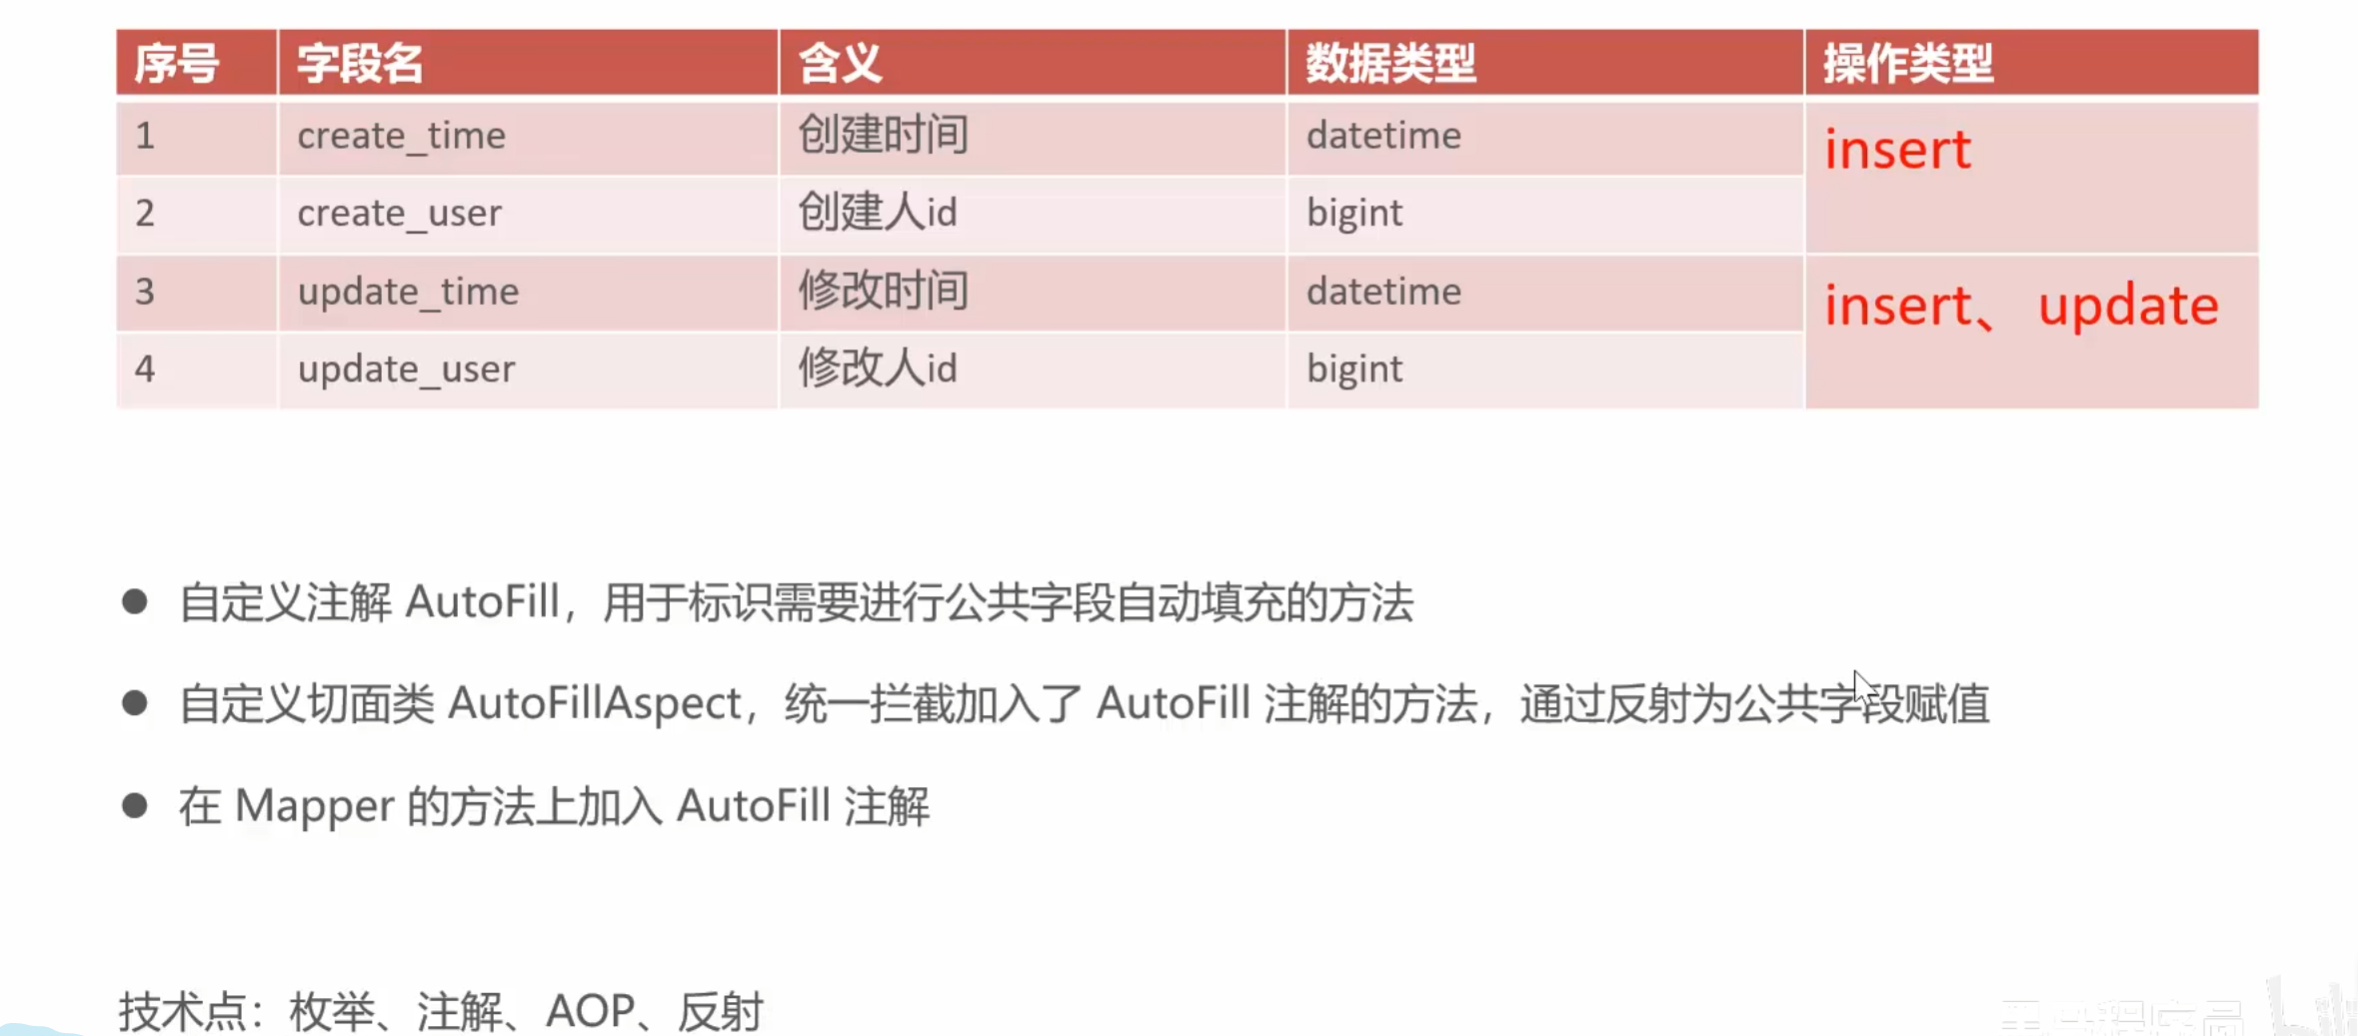 序号 字段名 含义 数据类型 操作类型
1 create_time 创建时间 datetime insert
2 create_user 创建人id bigint
3 update_time 修改时间 datetime insert、update
4 update_user 修改人id bigint
● 自定义注解 AutoFill，用于标识需要进行公共字段自动填充的方法
● 自定义切面类 AutoFillAspect，统一拦截加入了 AutoFill 注解的方法，通过反射为公共字段赋值
● 在 Mapper 的方法上加入 AutoFill 注解
技术点：枚举、注解、AOP、反射